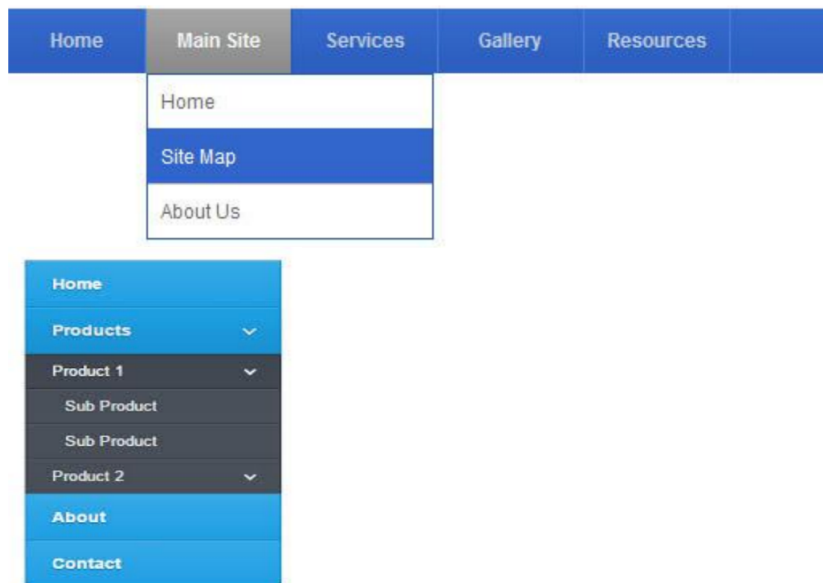 Home Main Site Services Gallery Resources
Home
Site Map
About Us
Home
Products
Product 1
Sub Product
Sub Product
Product 2
About
Contact